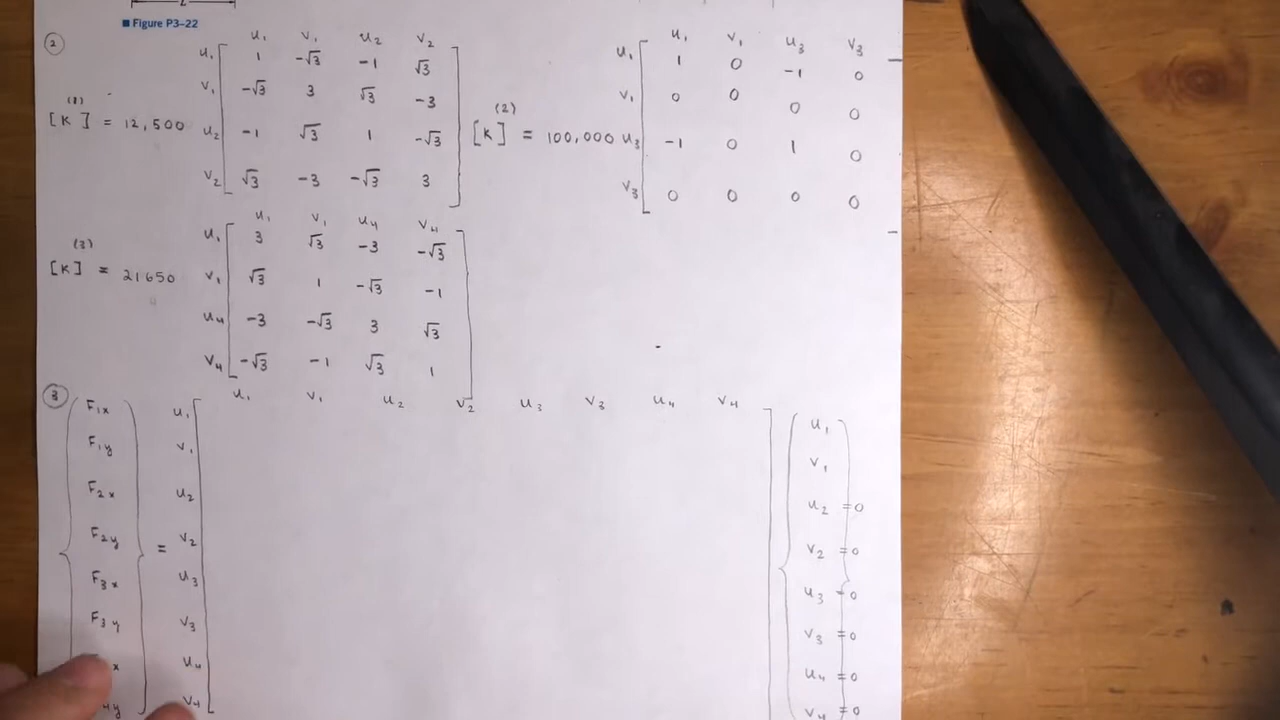 L
■ Figure P3-22
②
u₁ v₁ u₂ v₂
[K]⁽¹⁾ = 12,500
u₁ 1 -√3 -1 √3
v₁ -√3 3 √3 -3
u₂ -1 √3 1 -√3
v₂ √3 -3 -√3 3
u₁ v₁ u₃ v₃
[K]⁽²⁾ = 100,000
u₁ 1 0 -1 0
v₁ 0 0 0 0
u₃ -1 0 1 0
v₃ 0 0 0 0
u₁ v₁ u₄ v₄
[K]⁽³⁾ = 21650
u₁ 3 √3 -3 -√3
v₁ √3 1 -√3 -1
u₄ -3 -√3 3 √3
v₄ -√3 -1 √3 1
③
u₁ v₁ u₂ v₂ u₃ v₃ u₄ v₄
F₁ₓ u₁ u₁
F₁y v₁ v₁
F₂ₓ u₂ u₂ = 0
F₂y = v₂ v₂ = 0
F₃ₓ u₃ u₃ = 0
F₃y v₃ v₃ = 0
x u₄ u₄ = 0
4y v₄ v₄ = 0